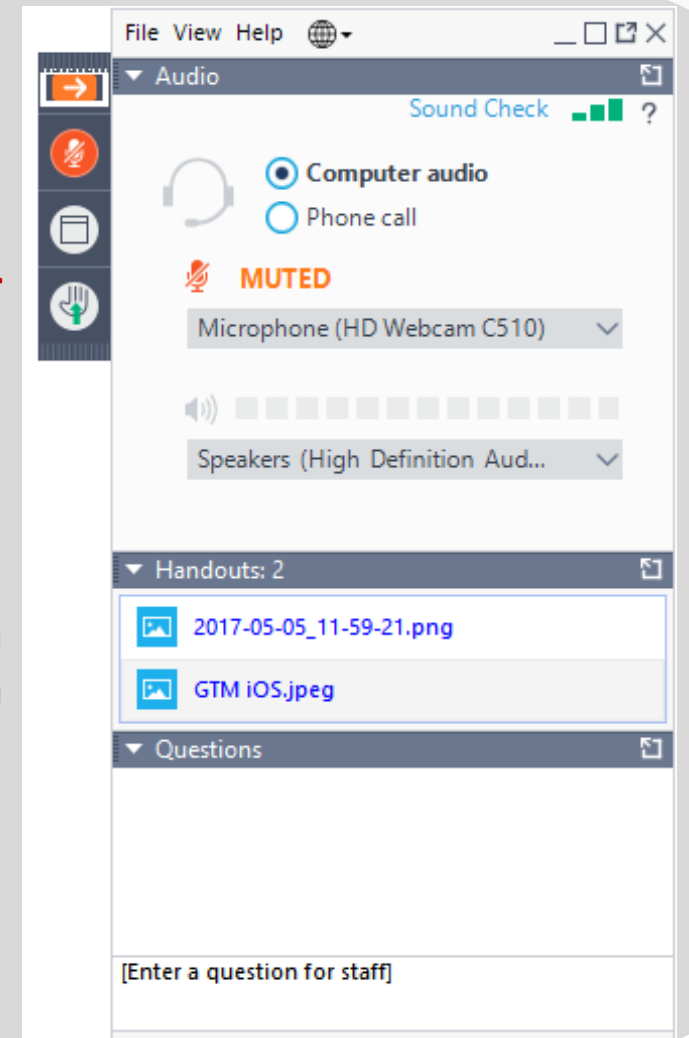 File View Help
Audio
Sound Check ?
Computer audio
Phone call
MUTED
Microphone (HD Webcam C510)
Speakers (High Definition Aud...
Handouts: 2
2017-05-05_11-59-21.png
GTM iOS.jpeg
Questions
[Enter a question for staff]